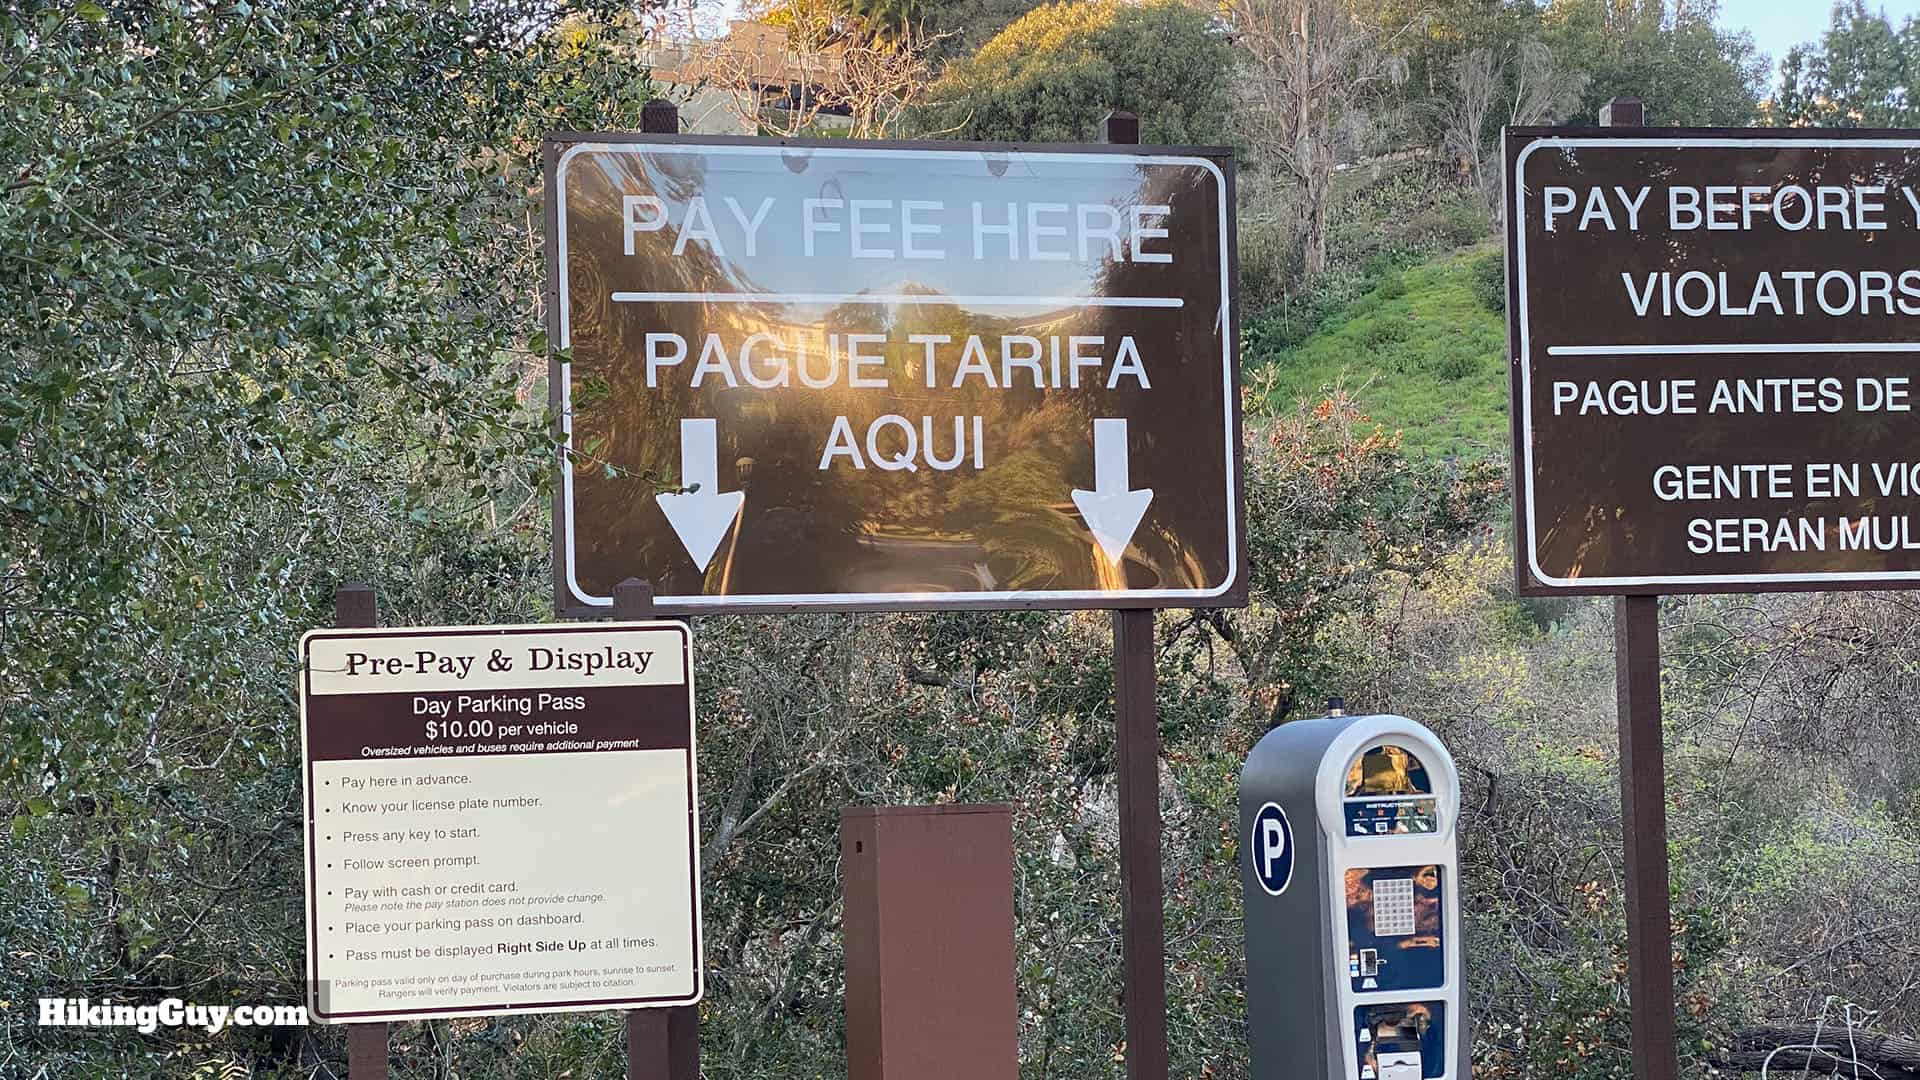 PAY FEE HERE
PAGUE TARIFA
AQUI
PAY BEFORE
VIOLATORS
PAGUE ANTES DE
GENTE EN
SERAN
Pre-Pay & Display
Day Parking Pass
$10.00 per vehicle
Oversized vehicles and buses require additional payment
• Pay here in advance.
• Know your license plate number.
• Press any key to start.
• Follow screen prompt.
• Pay with cash or credit card.
Please note the pay station does not provide change.
• Place your parking pass on dashboard.
• Pass must be displayed Right Side Up at all times.
Parking pass valid only on day of purchase during park hours, sunrise to sunset.
Rangers will verify payment. Violators are subject to citation.
P
INSTRUCTIONS
HikingGuy.com